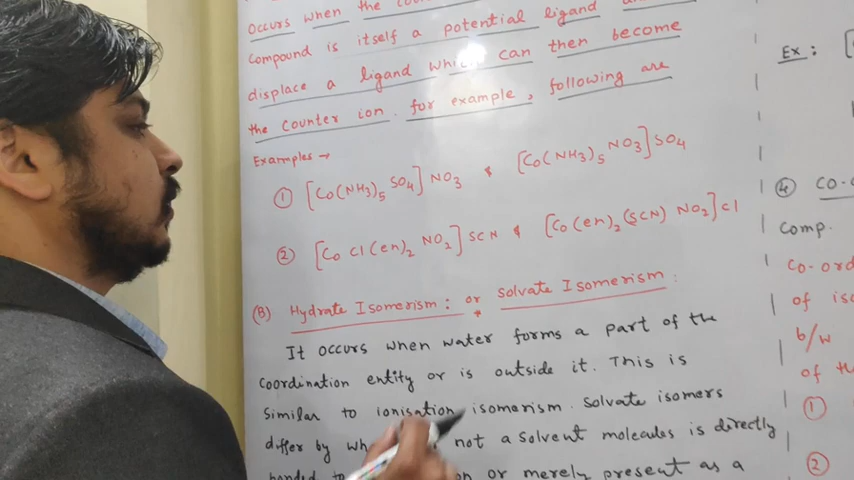 occurs when the
compound is itself a potential ligand
displace a ligand which can then become
the counter ion. for example, following are
Examples →
① [Co(NH3)5 SO4] NO3 & [Co(NH3)5 NO3] SO4
② [Co Cl(en)2 NO2] SCN & [Co(en)2 (SCN) NO2] Cl
(B) Hydrate Isomerism : or Solvate Isomerism :
It occurs when water forms a part of the
coordination entity or is outside it. This is
similar to ionisation isomerism. Solvate isomers
differ by not a solvent molecules is directly
or merely present as a
Ex :
④ CO-O
Comp.
CO-ord
of iso
b/w
of th
①
②